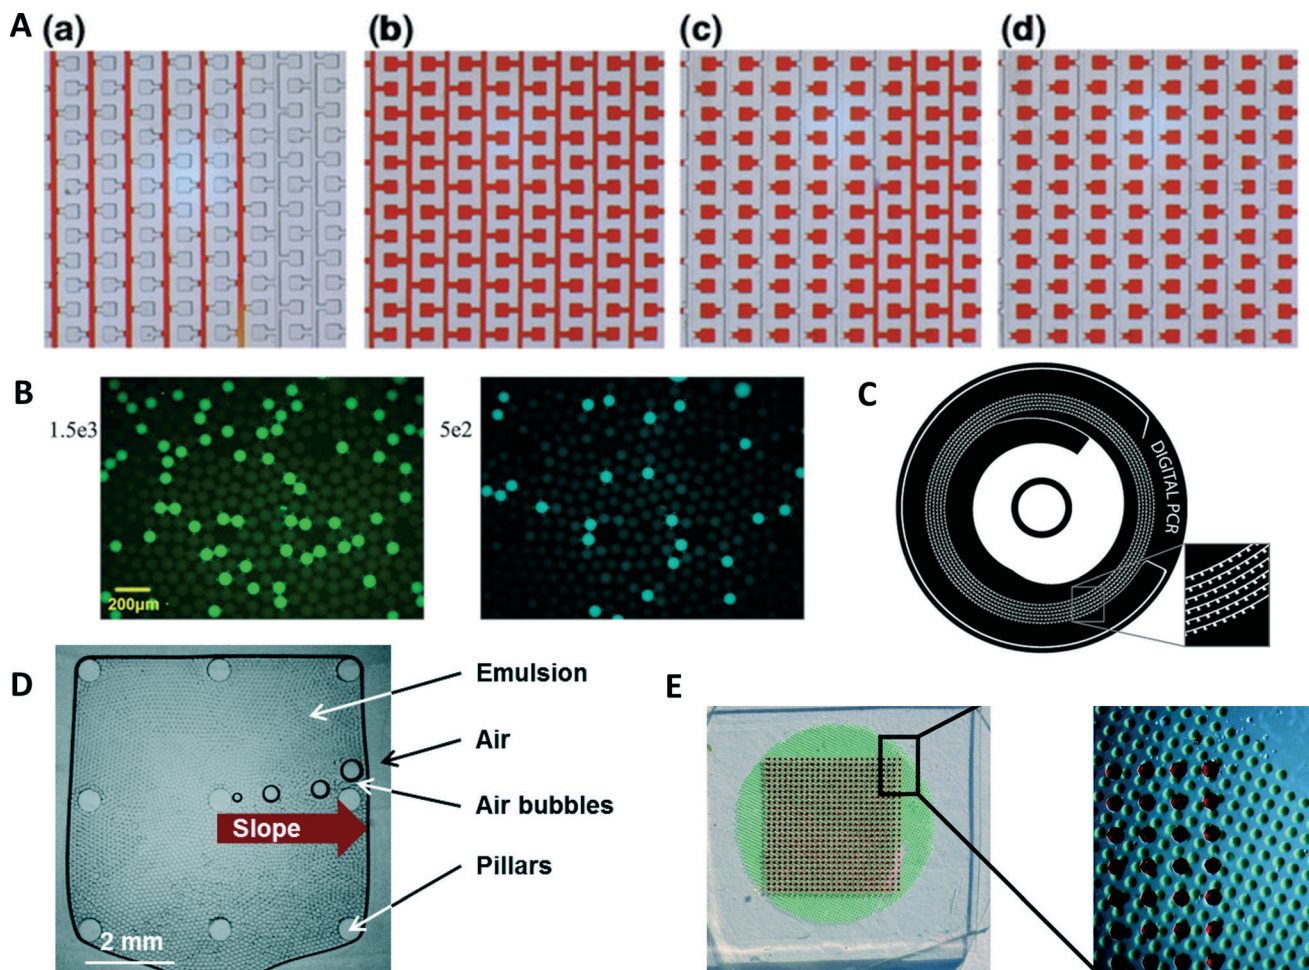 A
(a)
(b)
(c)
(d)
B
1.5e3
200μm
5e2
C
DIGITAL PCR
D
Emulsion
Air
Air bubbles
Slope
Pillars
2 mm
E